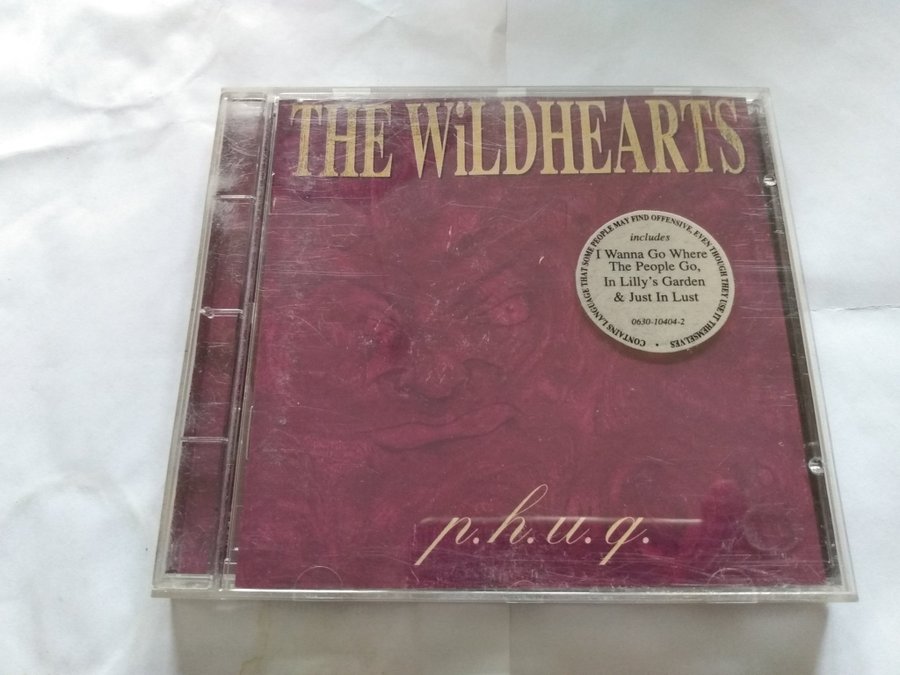 THE WiLDHEARTS
CONTAINS LANGUAGE THAT SOME PEOPLE MAY FIND OFFENSIVE, EVEN THOUGH THEY USE IT THEMSELVES •
includes
I Wanna Go Where
The People Go,
In Lilly's Garden
& Just In Lust
0630-10404-2
p.h.u.q.